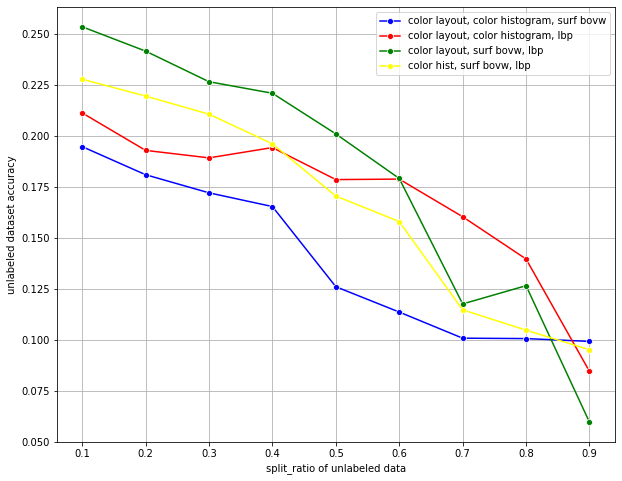 color layout, color histogram, surf bovw
color layout, color histogram, lbp
color layout, surf bovw, lbp
color hist, surf bovw, lbp
unlabeled dataset accuracy
0.250
0.225
0.200
0.175
0.150
0.125
0.100
0.075
0.050
0.1 0.2 0.3 0.4 0.5 0.6 0.7 0.8 0.9
split_ratio of unlabeled data